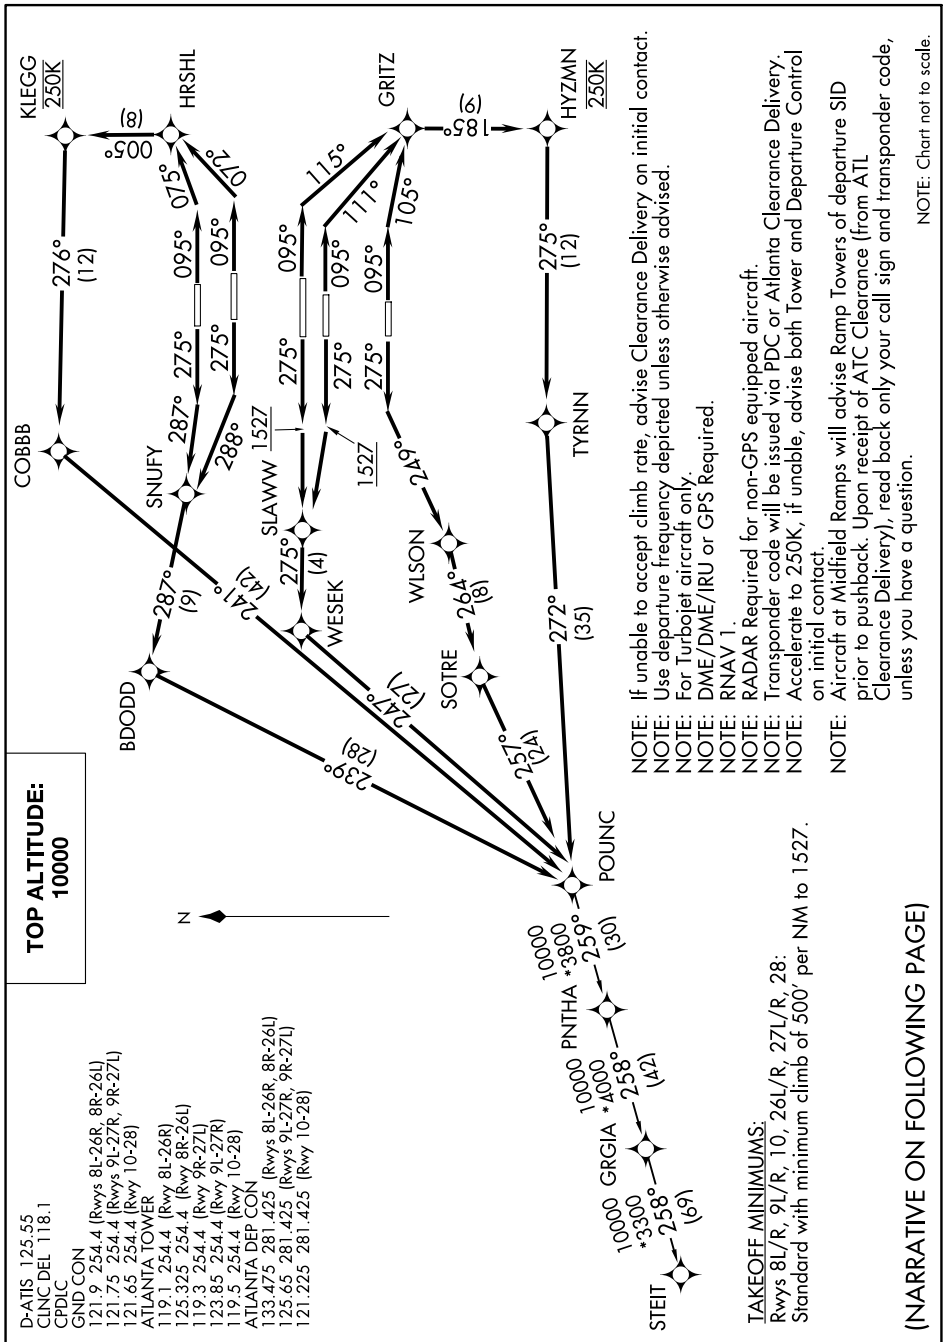 D-ATIS 125.55
CLNC DEL 118.1
CPDLC
GND CON
121.9 254.4 (Rwys 8L-26R, 8R-26L)
121.75 254.4 (Rwys 9L-27R, 9R-27L)
121.65 254.4 (Rwy 10-28)
ATLANTA TOWER
119.1 254.4 (Rwy 8L-26R)
125.325 254.4 (Rwy 8R-26L)
119.3 254.4 (Rwy 9R-27L)
123.85 254.4 (Rwy 9L-27R)
119.5 254.4 (Rwy 10-28)
ATLANTA DEP CON
133.475 281.425 (Rwys 8L-26R, 8R-26L)
125.65 281.425 (Rwys 9L-27R, 9R-27L)
121.225 281.425 (Rwy 10-28)
TOP ALTITUDE:
10000
N
COBBB
276°
(12)
KLEGG
250K
005°
(8)
HRSHL
075°
072°
095°
095°
275°
275°
287°
288°
SNUFY
287°
(9)
BDODD
239°
(28)
241°
(42)
1527
SLAWW
275°
(4)
WESEK
247°
(27)
275°
275°
275°
095°
095°
095°
115°
111°
105°
GRITZ
185°
(9)
HYZMN
250K
275°
(12)
TYRNN
272°
(35)
1527
249°
WLSON
264°
(8)
SOTRE
257°
(24)
POUNC
10000
*3800
259°
(30)
PNTHA
10000
*4000
258°
(42)
GRGIA
10000
*3300
258°
(69)
STEIT
TAKEOFF MINIMUMS:
Rwys 8L/R, 9L/R, 10, 26L/R, 27L/R, 28:
Standard with minimum climb of 500' per NM to 1527.
NOTE: If unable to accept climb rate, advise Clearance Delivery on initial contact.
NOTE: Use departure frequency depicted unless otherwise advised.
NOTE: For Turbojet aircraft only.
NOTE: DME/DME/IRU or GPS Required.
NOTE: RNAV 1.
NOTE: RADAR Required for non-GPS equipped aircraft.
NOTE: Transponder code will be issued via PDC or Atlanta Clearance Delivery.
NOTE: Accelerate to 250K, if unable, advise both Tower and Departure Control
on initial contact.
NOTE: Aircraft at Midfield Ramps will advise Ramp Towers of departure SID
prior to pushback. Upon receipt of ATC Clearance (from ATL
Clearance Delivery), read back only your call sign and transponder code,
unless you have a question.
NOTE: Chart not to scale.
(NARRATIVE ON FOLLOWING PAGE)